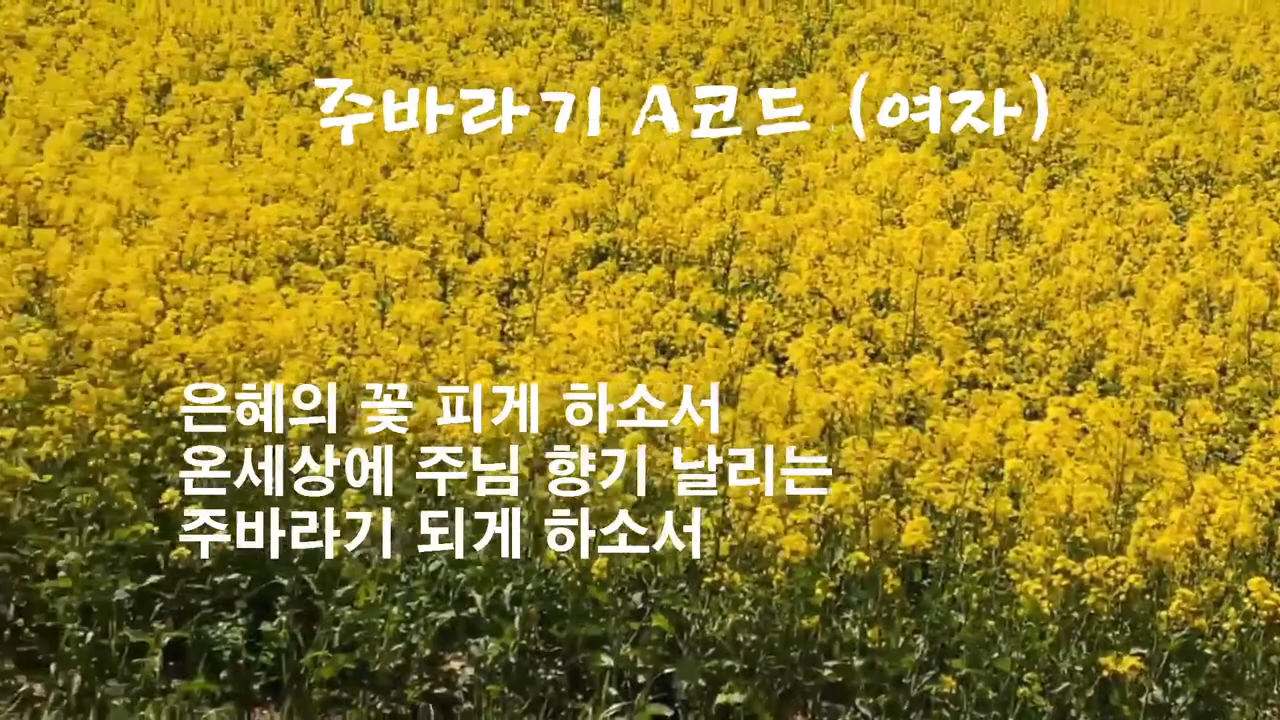 주바라기 A코드 (여자)
은혜의 꽃 피게 하소서
온세상에 주님 향기 날리는
주바라기 되게 하소서